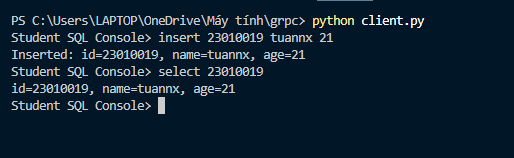 PS C:\Users\LAPTOP\OneDrive\Máy tính\grpc> python client.py
Student SQL Console> insert 23010019 tuannx 21
Inserted: id=23010019, name=tuannx, age=21
Student SQL Console> select 23010019
id=23010019, name=tuannx, age=21
Student SQL Console>